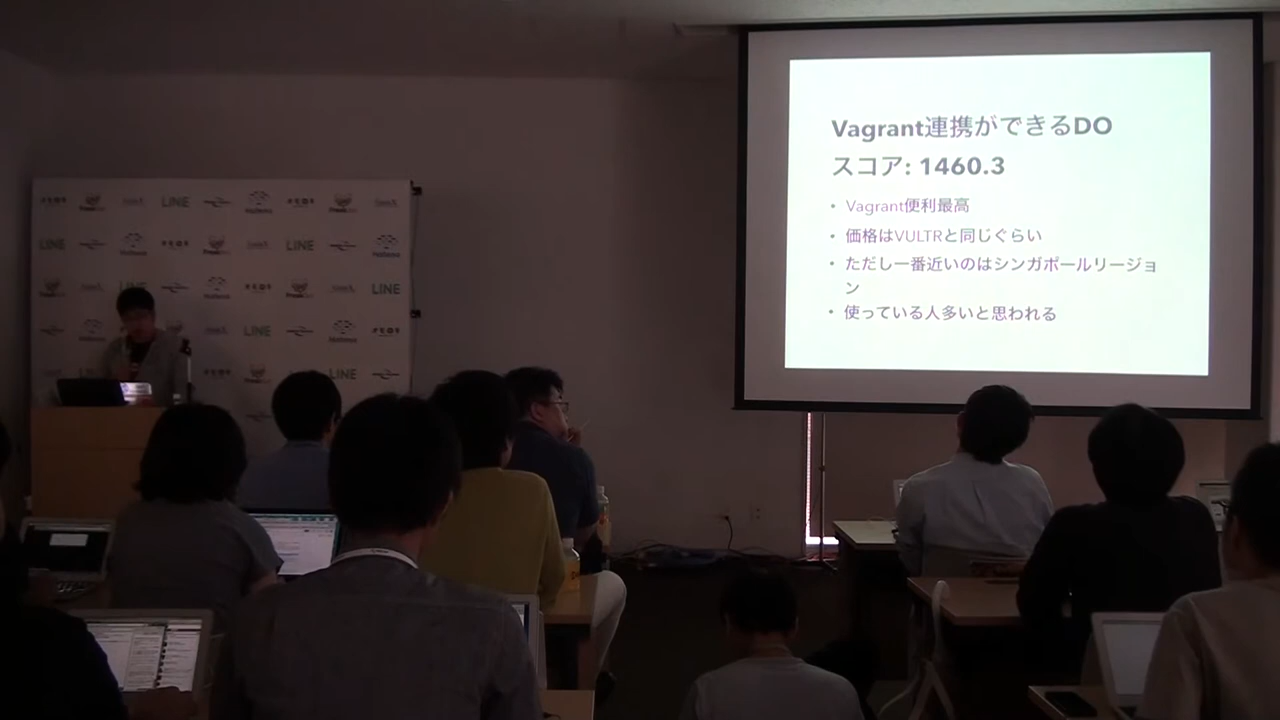 Vagrant連携ができるDO
スコア: 1460.3
• Vagrant便利最高
• 価格はVULTRと同じぐらい
• ただし一番近いのはシンガポールリージョ
ン
• 使っている人多いと思われる
LINE
LINE
LINE
LINE
LINE
LINE